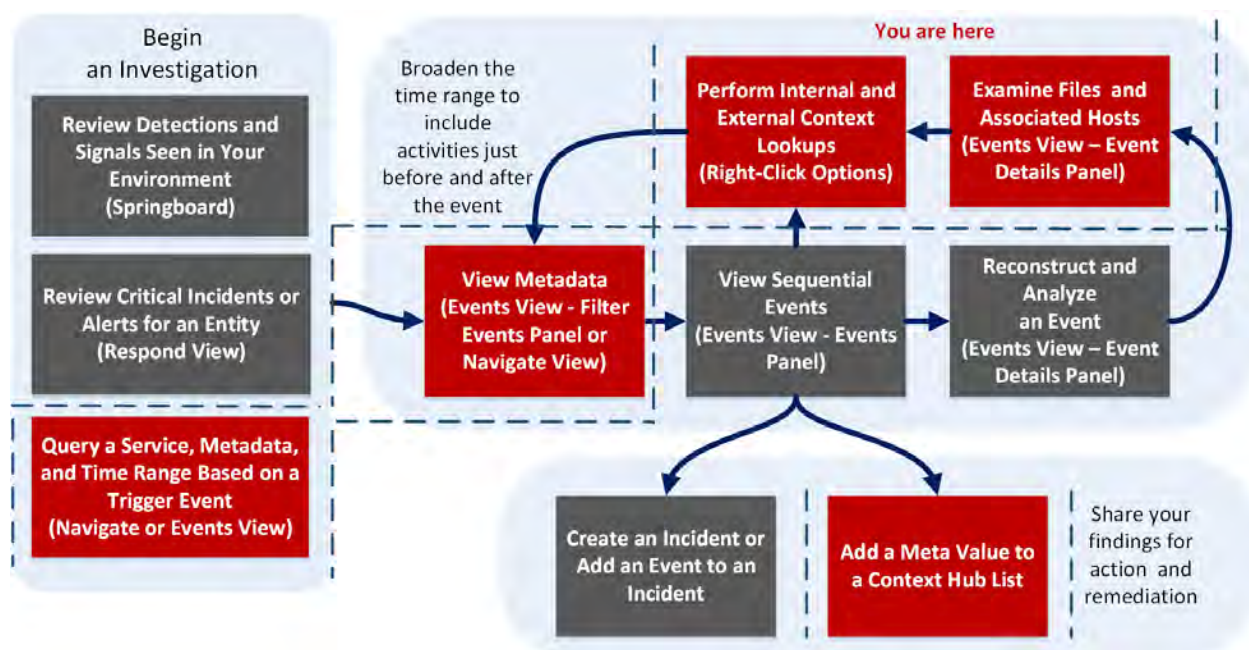 Begin
an Investigation
Review Detections and
Signals Seen in Your
Environment
(Springboard)
Review Critical Incidents or
Alerts for an Entity
(Respond View)
Query a Service, Metadata,
and Time Range Based on a
Trigger Event
(Navigate or Events View)
Broaden the
time range to
include
activities just
before and after
the event
You are here
Perform Internal and
External Context
Lookups
(Right-Click Options)
Examine Files and
Associated Hosts
(Events View – Event
Details Panel)
View Metadata
(Events View - Filter
Events Panel or
Navigate View)
View Sequential
Events
(Events View - Events
Panel)
Reconstruct and
Analyze
an Event
(Events View – Event
Details Panel)
Create an Incident or
Add an Event to an
Incident
Add a Meta Value to
a Context Hub List
Share your
findings for
action and
remediation